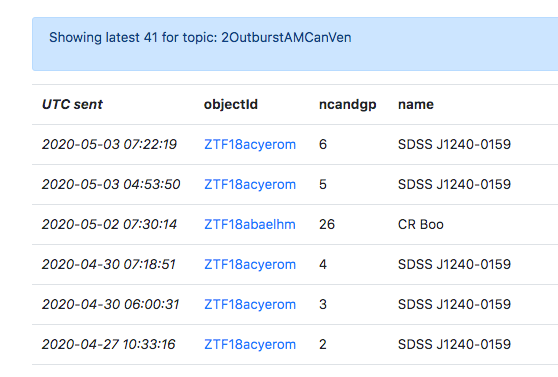 Showing latest 41 for topic: 2OutburstAMCanVen
UTC sent objectId ncandgp name
2020-05-03 07:22:19 ZTF18acyerom 6 SDSS J1240-0159
2020-05-03 04:53:50 ZTF18acyerom 5 SDSS J1240-0159
2020-05-02 07:30:14 ZTF18abaelhm 26 CR Boo
2020-04-30 07:18:51 ZTF18acyerom 4 SDSS J1240-0159
2020-04-30 06:00:31 ZTF18acyerom 3 SDSS J1240-0159
2020-04-27 10:33:16 ZTF18acyerom 2 SDSS J1240-0159